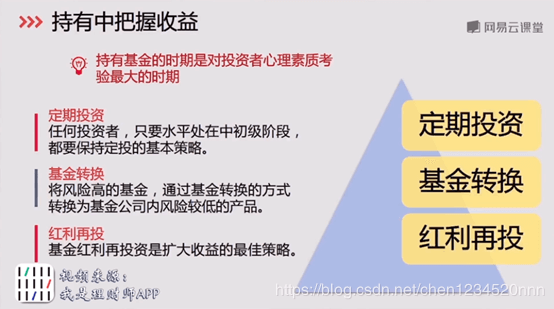 >>> 持有中把握收益
网易云课堂
持有基金的时期是对投资者心理素质考
验最大的时期
定期投资
任何投资者，只要水平处在中初级阶段，
都要保持定投的基本策略。
基金转换
将风险高的基金，通过基金转换的方式
转换为基金公司内风险较低的产品。
红利再投
基金红利再投资是扩大收益的最佳策略。
定期投资
基金转换
红利再投
视频来源：
我是理财师APP
https://blog.csdn.net/chen1234520nnn